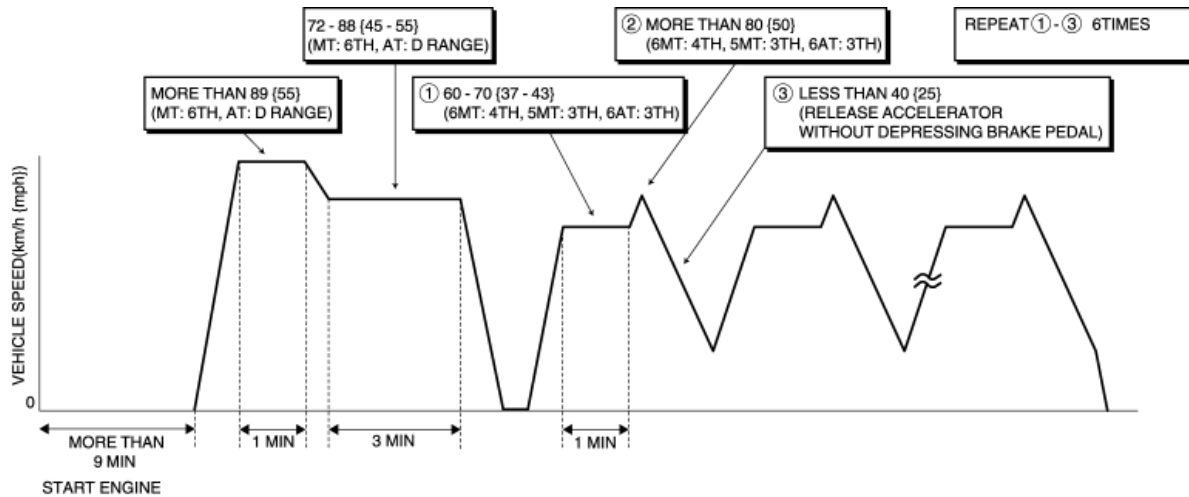 72 - 88 {45 - 55}
(MT: 6TH, AT: D RANGE)
② MORE THAN 80 {50}
(6MT: 4TH, 5MT: 3TH, 6AT: 3TH)
REPEAT ① - ③ 6TIMES
MORE THAN 89 {55}
(MT: 6TH, AT: D RANGE)
① 60 - 70 {37 - 43}
(6MT: 4TH, 5MT: 3TH, 6AT: 3TH)
③ LESS THAN 40 {25}
(RELEASE ACCELERATOR
WITHOUT DEPRESSING BRAKE PEDAL)
VEHICLE SPEED(km/h {mph}
0
MORE THAN
9 MIN
1 MIN
3 MIN
1 MIN
START ENGINE